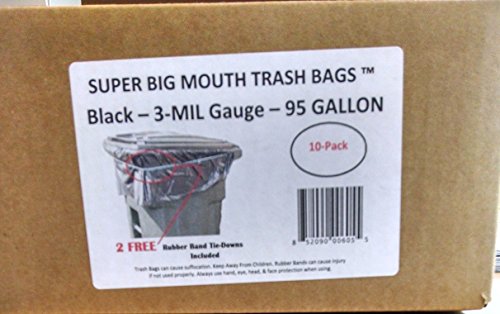 SUPER BIG MOUTH TRASH BAGS ™
Black – 3-MIL Gauge – 95 GALLON
10-Pack
2 FREE Rubber Band Tie-Downs
Included
8 52090 00605 5
Trash Bags can cause suffocation. Keep Away From Children. Rubber Bands can cause injury
if not used properly. Always use hand, eye, head, & face protection when using.